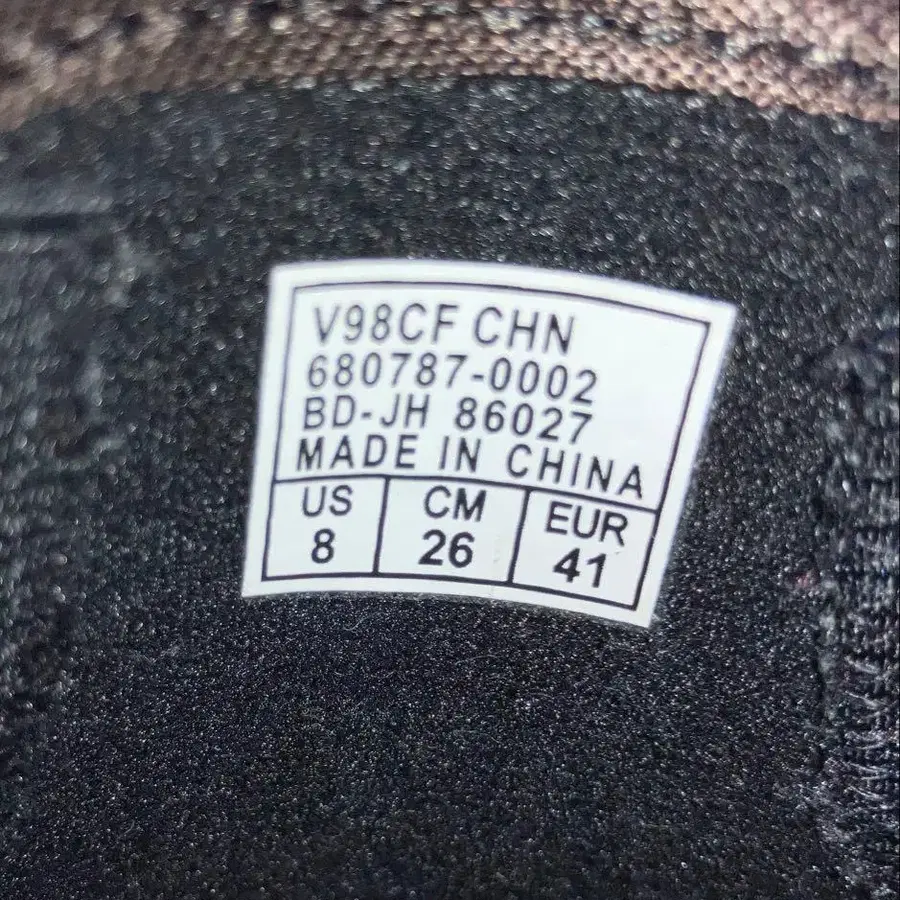 V98CF CHN
680787-0002
BD-JH 86027
MADE IN CHINA
US CM EUR
8 26 41